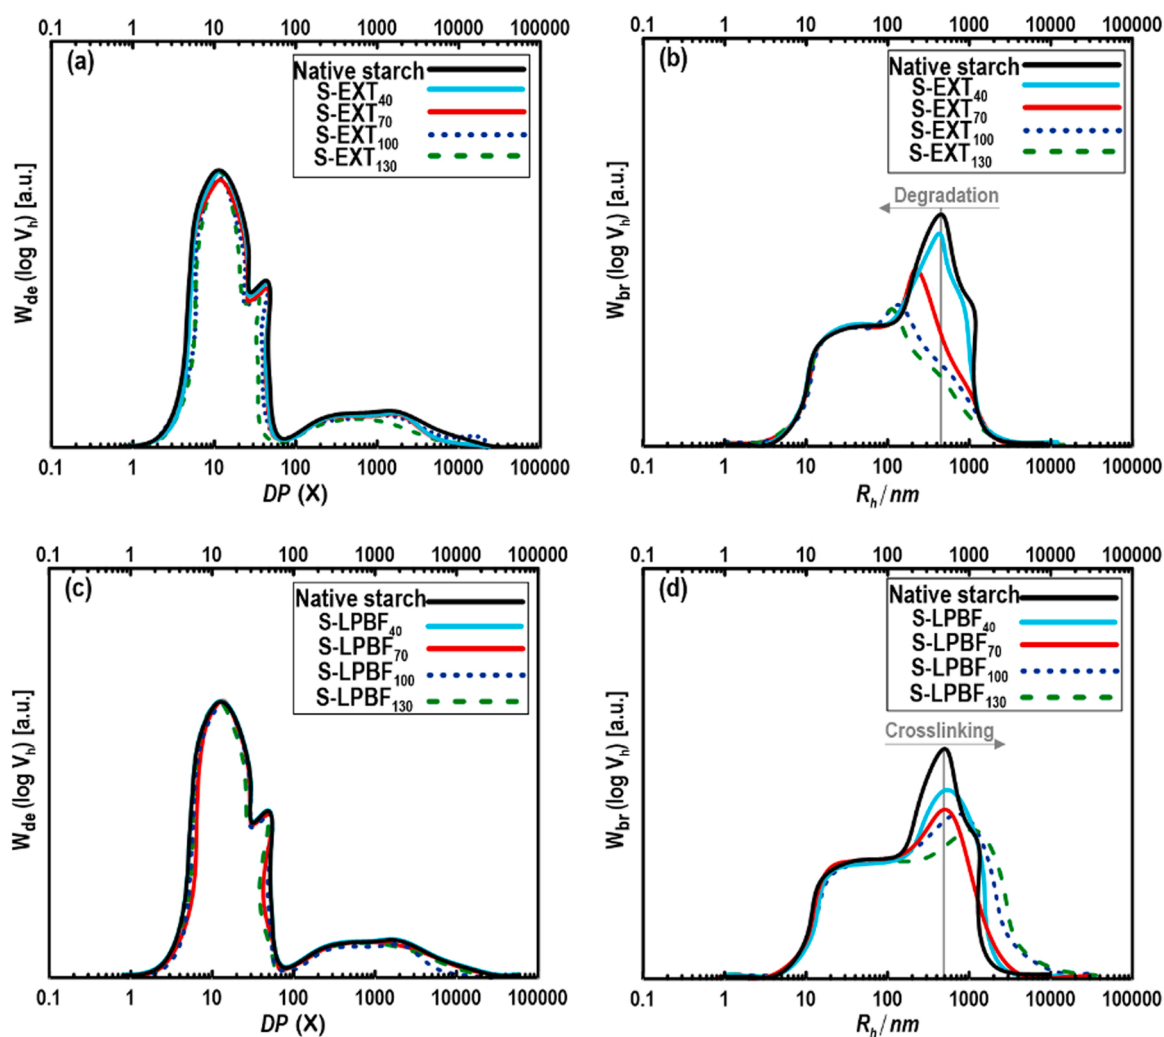 0.1 1 10 100 1000 10000 100000
(a)
Native starch
S-EXT40
S-EXT70
S-EXT100
S-EXT130
Wde (log Vh) [a.u.]
0.1 1 10 100 1000 10000 100000
DP (X)
0.1 1 10 100 1000 10000 100000
(b)
Native starch
S-EXT40
S-EXT70
S-EXT100
S-EXT130
Degradation
Wbr (log Vh) [a.u.]
0.1 1 10 100 1000 10000 100000
Rh/nm
0.1 1 10 100 1000 10000 100000
(c)
Native starch
S-LPBF40
S-LPBF70
S-LPBF100
S-LPBF130
Wde (log Vh) [a.u.]
0.1 1 10 100 1000 10000 100000
DP (X)
0.1 1 10 100 1000 10000 100000
(d)
Native starch
S-LPBF40
S-LPBF70
S-LPBF100
S-LPBF130
Crosslinking
Wbr (log Vh) [a.u.]
0.1 1 10 100 1000 10000 100000
Rh/nm